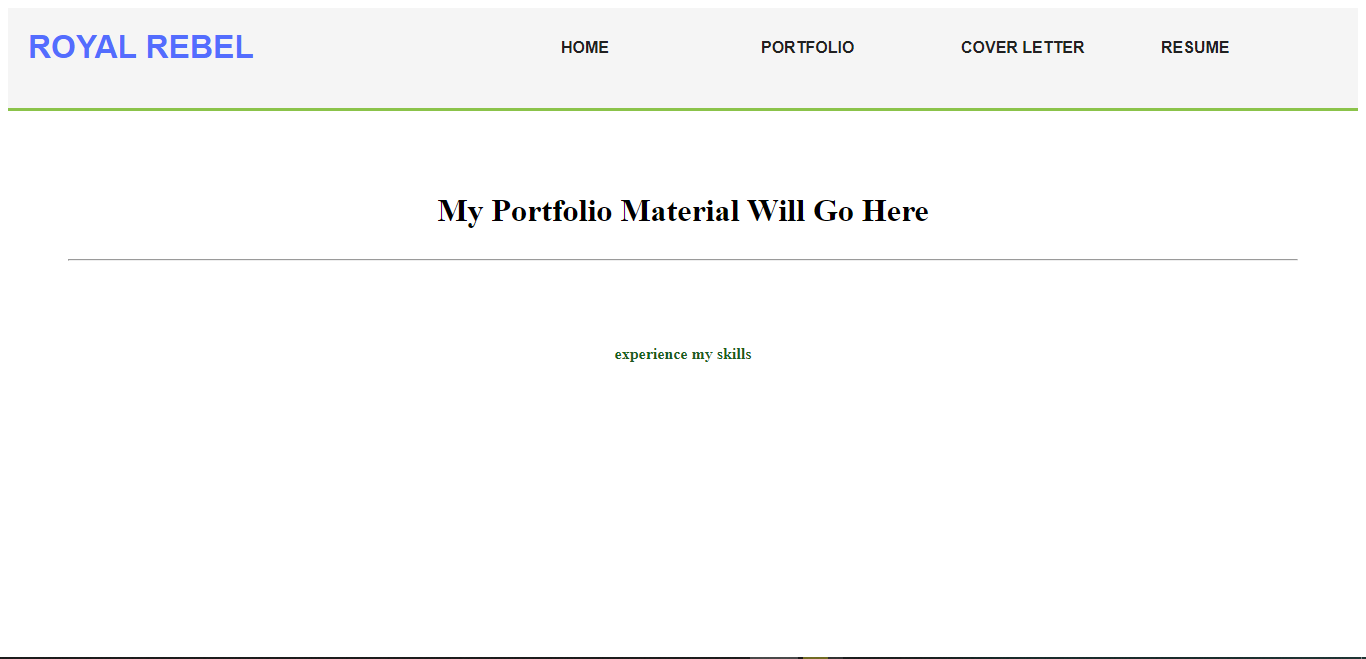 ROYAL REBEL HOME PORTFOLIO COVER LETTER RESUME
My Portfolio Material Will Go Here
experience my skills